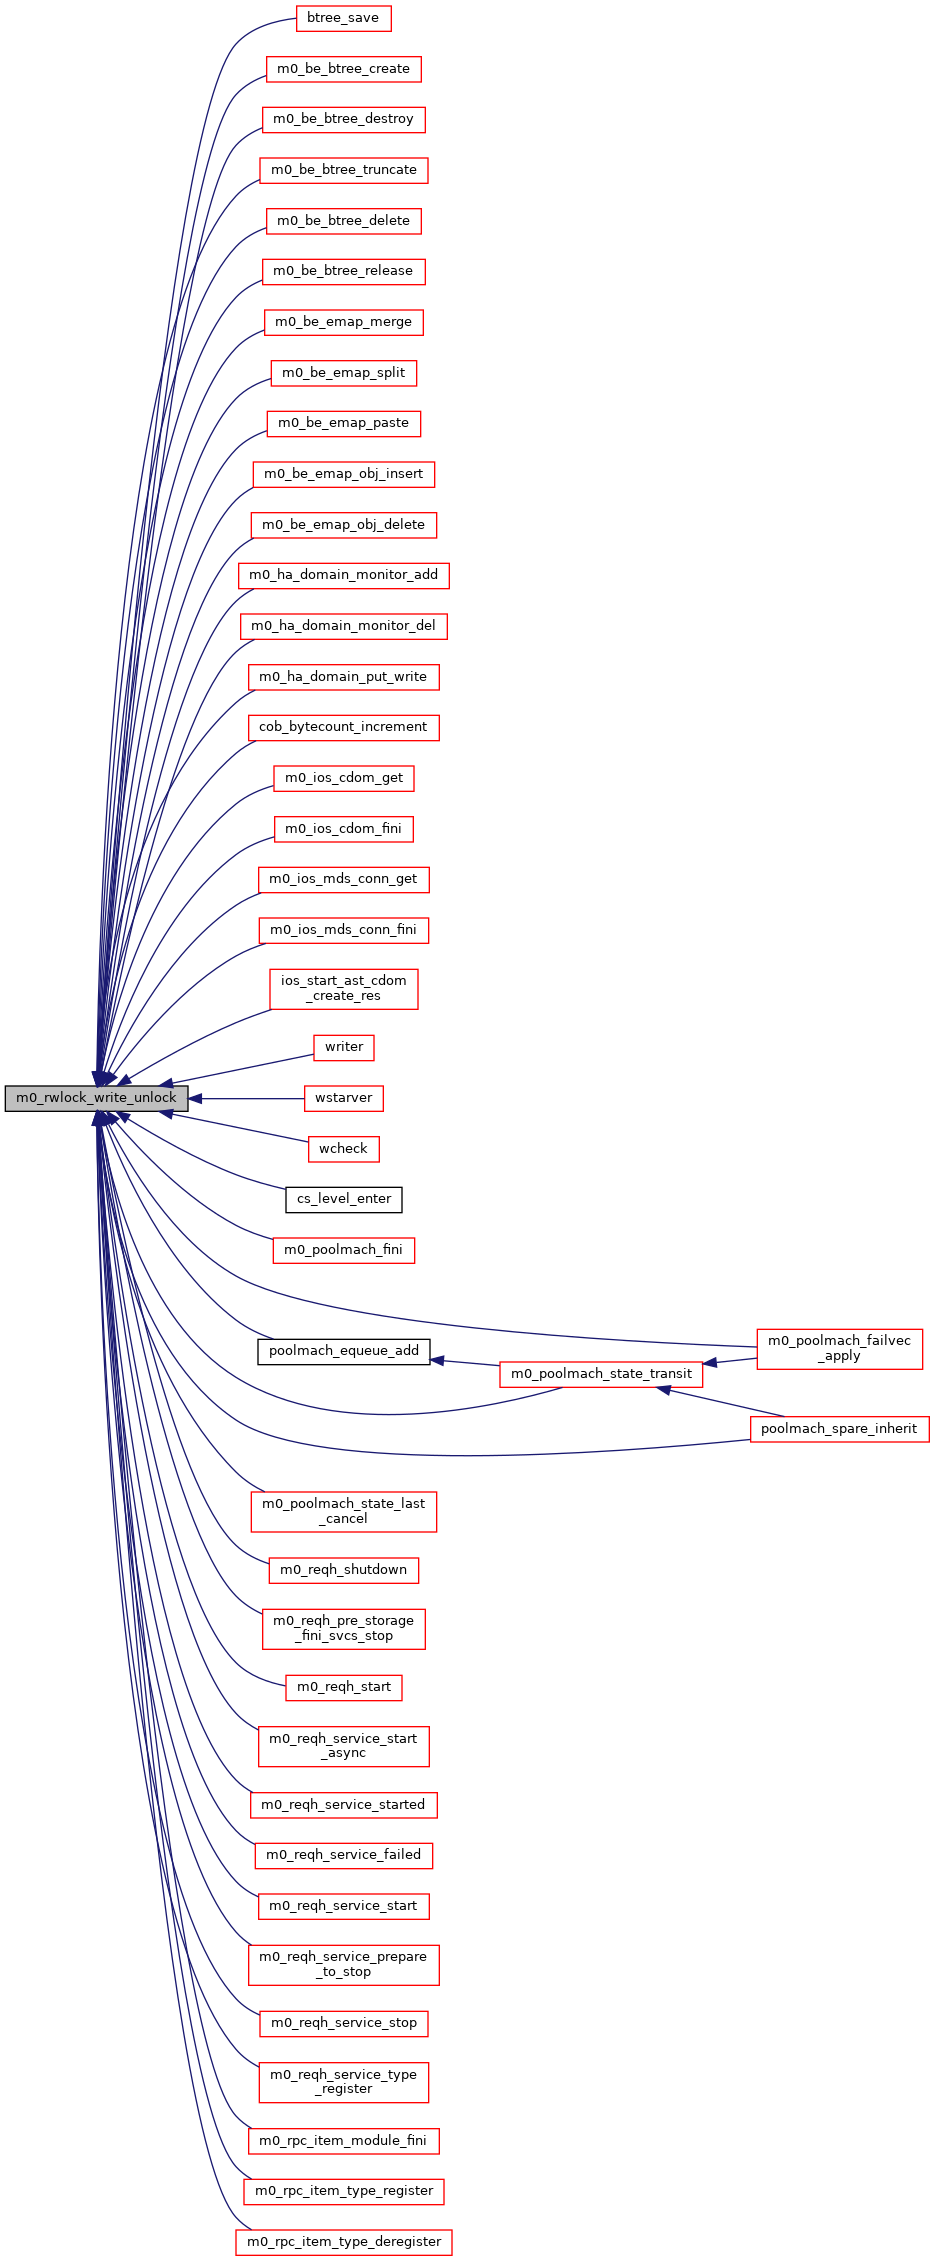 btree_save
m0_be_btree_create
m0_be_btree_destroy
m0_be_btree_truncate
m0_be_btree_delete
m0_be_btree_release
m0_be_emap_merge
m0_be_emap_split
m0_be_emap_paste
m0_be_emap_obj_insert
m0_be_emap_obj_delete
m0_ha_domain_monitor_add
m0_ha_domain_monitor_del
m0_ha_domain_put_write
cob_bytecount_increment
m0_ios_cdom_get
m0_ios_cdom_fini
m0_ios_mds_conn_get
m0_ios_mds_conn_fini
ios_start_ast_cdom
_create_res
writer
m0_rwlock_write_unlock
wstarver
wcheck
cs_level_enter
m0_poolmach_fini
poolmach_equeue_add
m0_poolmach_state_transit
m0_poolmach_failvec
_apply
poolmach_spare_inherit
m0_poolmach_state_last
_cancel
m0_reqh_shutdown
m0_reqh_pre_storage
_fini_svcs_stop
m0_reqh_start
m0_reqh_service_start
_async
m0_reqh_service_started
m0_reqh_service_failed
m0_reqh_service_start
m0_reqh_service_prepare
_to_stop
m0_reqh_service_stop
m0_reqh_service_type
_register
m0_rpc_item_module_fini
m0_rpc_item_type_register
m0_rpc_item_type_deregister